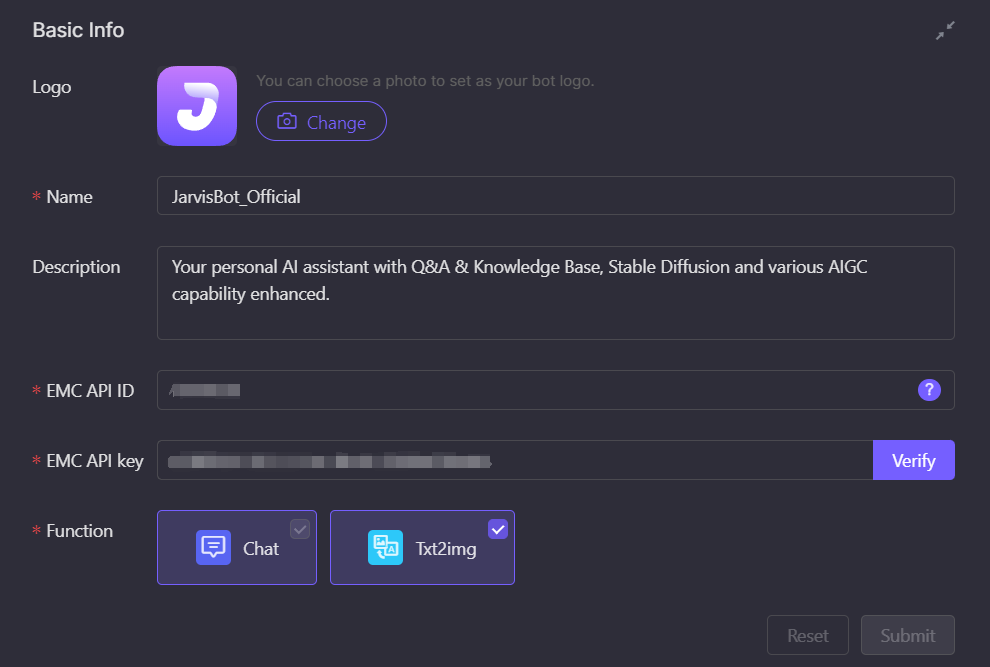 Basic Info
Logo
You can choose a photo to set as your bot logo.
Change
* Name
JarvisBot_Official
Description
Your personal AI assistant with Q&A & Knowledge Base, Stable Diffusion and various AIGC
capability enhanced.
* EMC API ID
?
* EMC API key
Verify
* Function
Chat
Txt2img
Reset
Submit